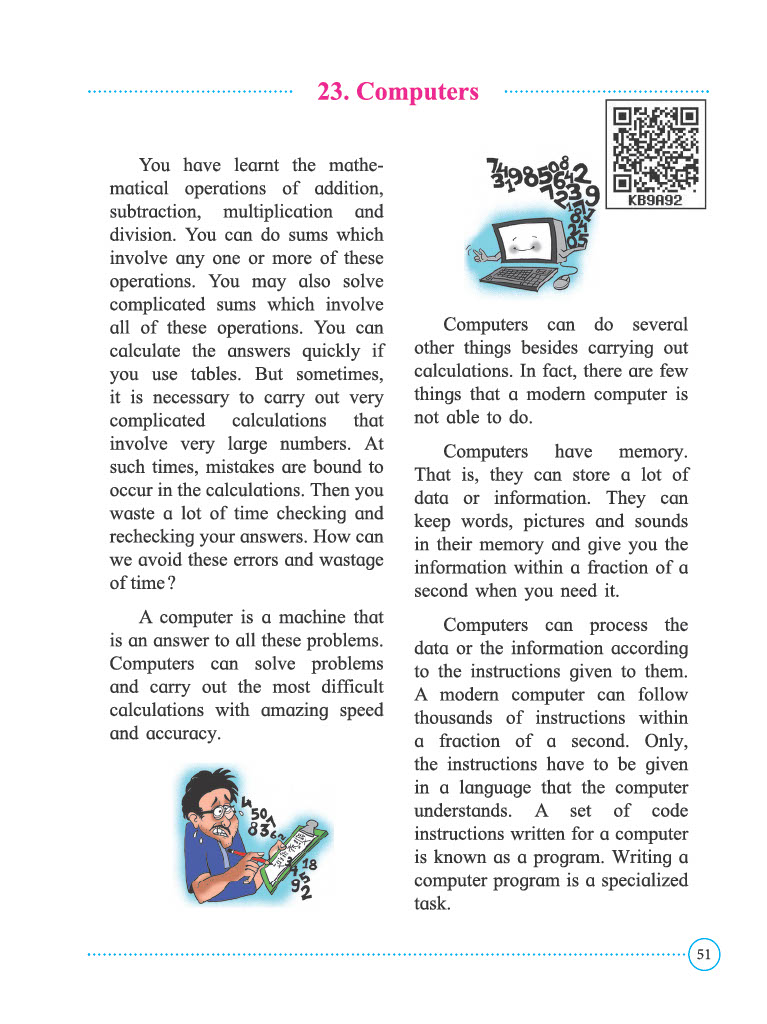 23. Computers
KB9A92
You have learnt the mathe-
matical operations of addition,
subtraction, multiplication and
division. You can do sums which
involve any one or more of these
operations. You may also solve
complicated sums which involve
all of these operations. You can
calculate the answers quickly if
you use tables. But sometimes,
it is necessary to carry out very
complicated calculations that
involve very large numbers. At
such times, mistakes are bound to
occur in the calculations. Then you
waste a lot of time checking and
rechecking your answers. How can
we avoid these errors and wastage
of time?
A computer is a machine that
is an answer to all these problems.
Computers can solve problems
and carry out the most difficult
calculations with amazing speed
and accuracy.
Computers can do several
other things besides carrying out
calculations. In fact, there are few
things that a modern computer is
not able to do.
Computers have memory.
That is, they can store a lot of
data or information. They can
keep words, pictures and sounds
in their memory and give you the
information within a fraction of a
second when you need it.
Computers can process the
data or the information according
to the instructions given to them.
A modern computer can follow
thousands of instructions within
a fraction of a second. Only,
the instructions have to be given
in a language that the computer
understands. A set of code
instructions written for a computer
is known as a program. Writing a
computer program is a specialized
task.
51